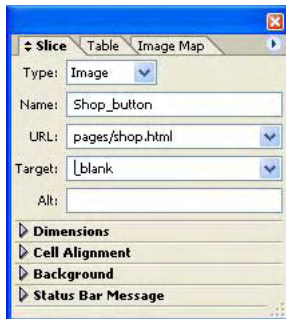 Slice Table Image Map
Type: Image
Name: Shop_button
URL: pages/shop.html
Target: _blank
Alt:
Dimensions
Cell Alignment
Background
Status Bar Message